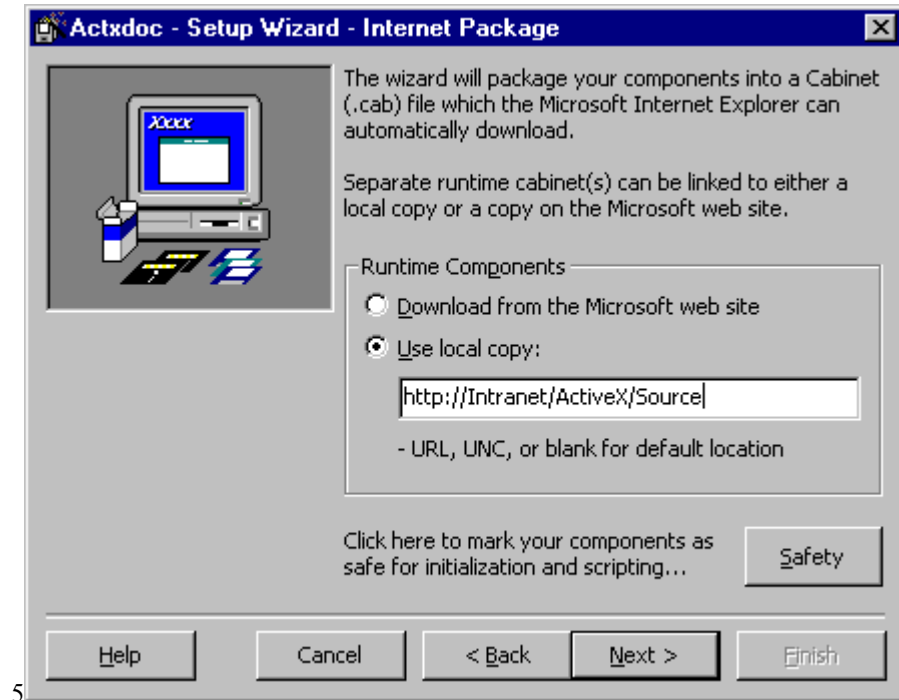 Actxdoc - Setup Wizard - Internet Package
Xxxx
The wizard will package your components into a Cabinet
(.cab) file which the Microsoft Internet Explorer can
automatically download.
Separate runtime cabinet(s) can be linked to either a
local copy or a copy on the Microsoft web site.
Runtime Components
Download from the Microsoft web site
Use local copy:
http://Intranet/ActiveX/Source
- URL, UNC, or blank for default location
Click here to mark your components as
safe for initialization and scripting...
Safety
Help Cancel < Back Next > Finish
5